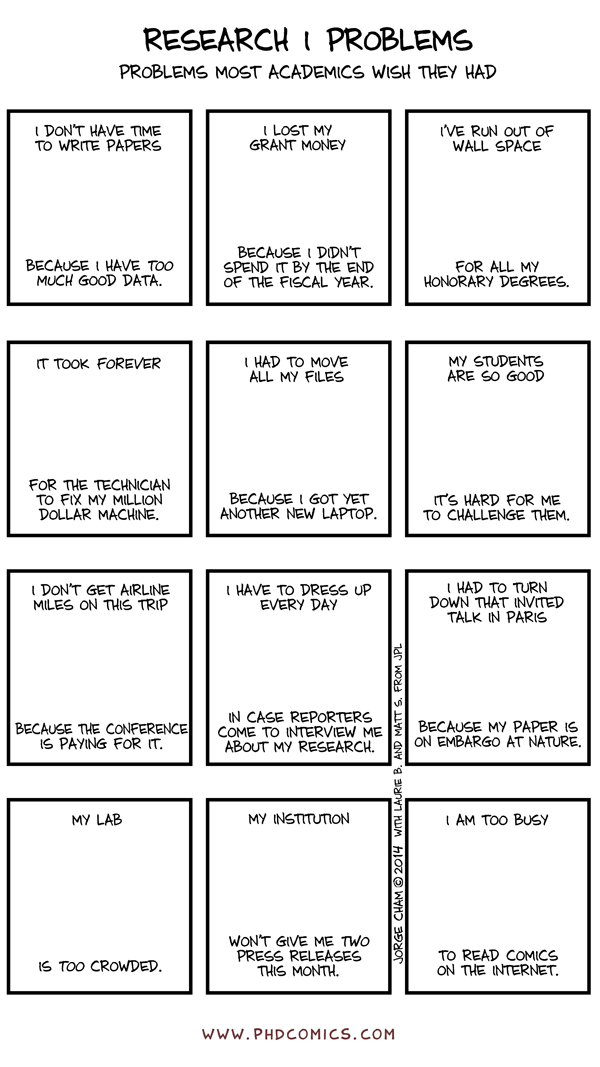 RESEARCH 1 PROBLEMS
PROBLEMS MOST ACADEMICS WISH THEY HAD
I DON'T HAVE TIME
TO WRITE PAPERS
BECAUSE I HAVE TOO
MUCH GOOD DATA.
I LOST MY
GRANT MONEY
BECAUSE I DIDN'T
SPEND IT BY THE END
OF THE FISCAL YEAR.
I'VE RUN OUT OF
WALL SPACE
FOR ALL MY
HONORARY DEGREES.
IT TOOK FOREVER
FOR THE TECHNICIAN
TO FIX MY MILLION
DOLLAR MACHINE.
I HAD TO MOVE
ALL MY FILES
BECAUSE I GOT YET
ANOTHER NEW LAPTOP.
MY STUDENTS
ARE SO GOOD
IT'S HARD FOR ME
TO CHALLENGE THEM.
I DON'T GET AIRLINE
MILES ON THIS TRIP
BECAUSE THE CONFERENCE
IS PAYING FOR IT.
I HAVE TO DRESS UP
EVERY DAY
IN CASE REPORTERS
COME TO INTERVIEW ME
ABOUT MY RESEARCH.
I HAD TO TURN
DOWN THAT INVITED
TALK IN PARIS
BECAUSE MY PAPER IS
ON EMBARGO AT NATURE.
MY LAB
IS TOO CROWDED.
MY INSTITUTION
WON'T GIVE ME TWO
PRESS RELEASES
THIS MONTH.
I AM TOO BUSY
TO READ COMICS
ON THE INTERNET.
JORGE CHAM © 2014 WITH LAURIE B. AND MATT S. FROM JPL
WWW.PHDCOMICS.COM